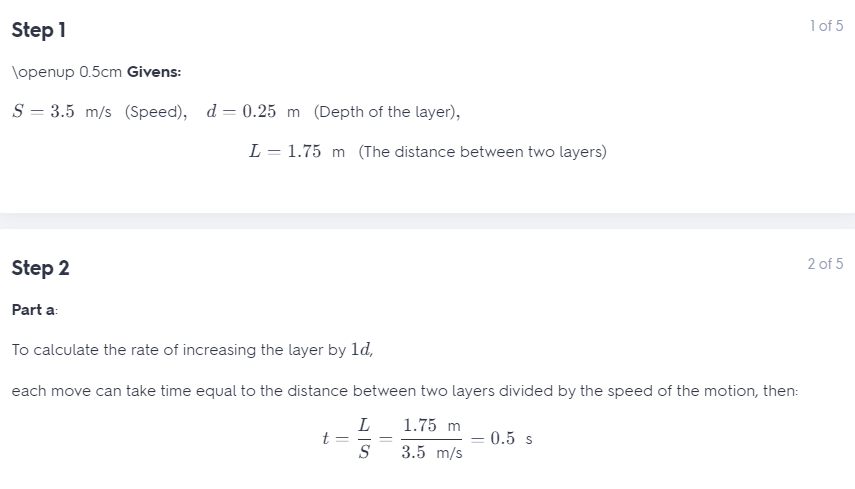 Step 1
1 of 5
\openup 0.5cm Givens:
S = 3.5 m/s (Speed), d = 0.25 m (Depth of the layer),
L = 1.75 m (The distance between two layers)
Step 2
2 of 5
Part a:
To calculate the rate of increasing the layer by 1d,
each move can take time equal to the distance between two layers divided by the speed of the motion, then:
t = L/S = 1.75 m / 3.5 m/s = 0.5 s